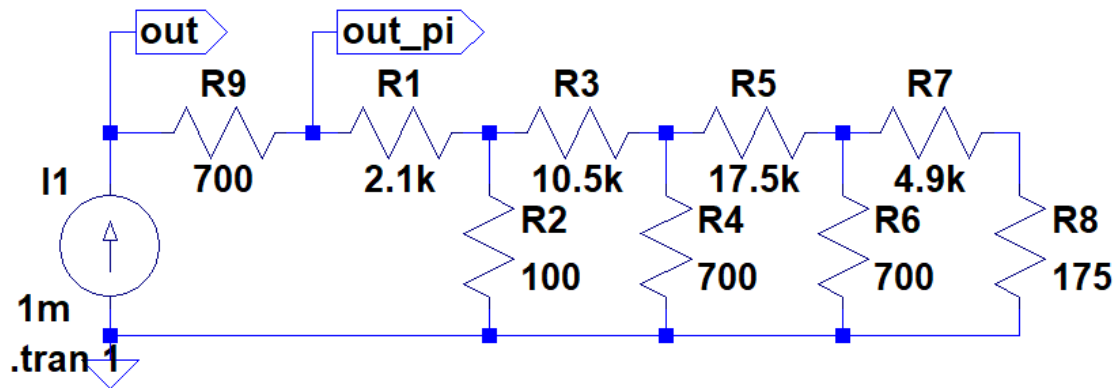 out
out_pi
R9
R1
R3
R5
R7
700
2.1k
10.5k
17.5k
4.9k
I1
R2
R4
R6
R8
100
700
700
175
1m
.tran 1